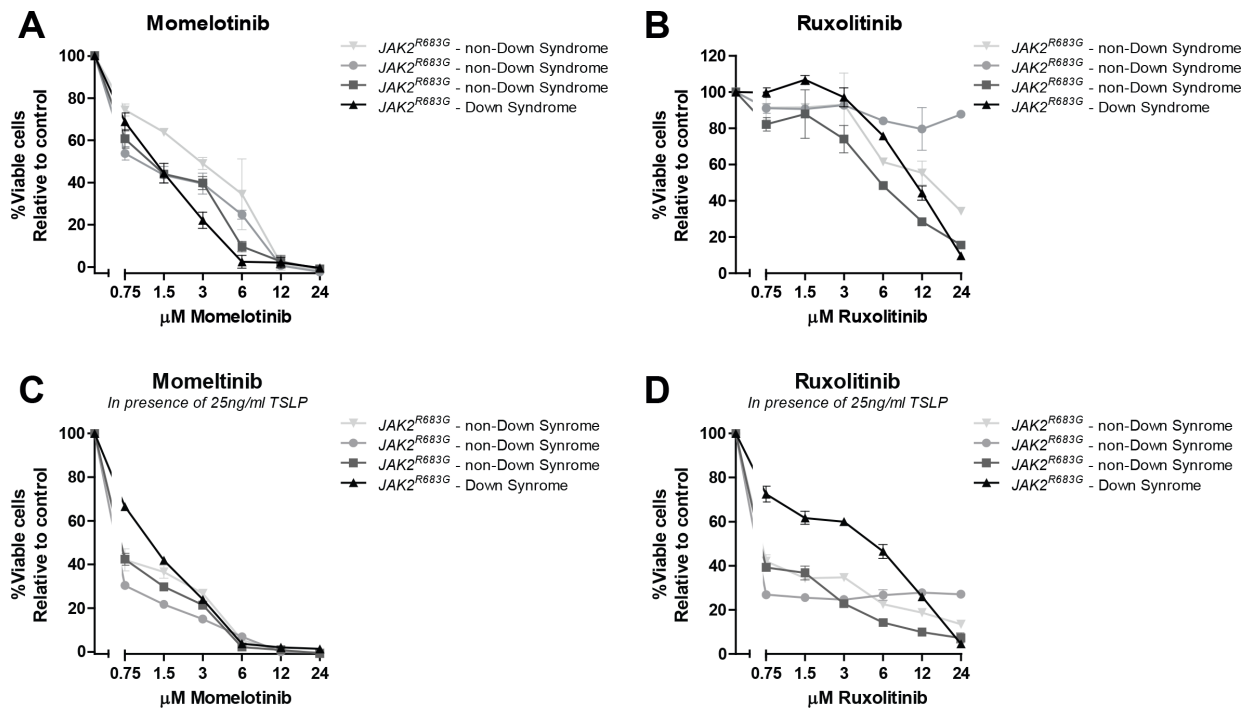 A
Momelotinib
JAK2R683G - non-Down Syndrome
JAK2R683G - non-Down Syndrome
JAK2R683G - non-Down Syndrome
JAK2R683G - Down Syndrome
%Viable cells
Relative to control
100
80
60
40
20
0
0.75 1.5 3 6 12 24
μM Momelotinib
B
Ruxolitinib
JAK2R683G - non-Down Syndrome
JAK2R683G - non-Down Syndrome
JAK2R683G - non-Down Syndrome
JAK2R683G - Down Syndrome
%Viable cells
Relative to control
120
100
80
60
40
20
0
0.75 1.5 3 6 12 24
μM Ruxolitinib
C
Momeltinib
In presence of 25ng/ml TSLP
JAK2R683G - non-Down Synrome
JAK2R683G - non-Down Synrome
JAK2R683G - non-Down Synrome
JAK2R683G - Down Synrome
%Viable cells
Relative to control
100
80
60
40
20
0
0.75 1.5 3 6 12 24
μM Momelotinib
D
Ruxolitinib
In presence of 25ng/ml TSLP
JAK2R683G - non-Down Synrome
JAK2R683G - non-Down Synrome
JAK2R683G - non-Down Synrome
JAK2R683G - Down Synrome
%Viable cells
Relative to control
100
80
60
40
20
0
0.75 1.5 3 6 12 24
μM Ruxolitinib